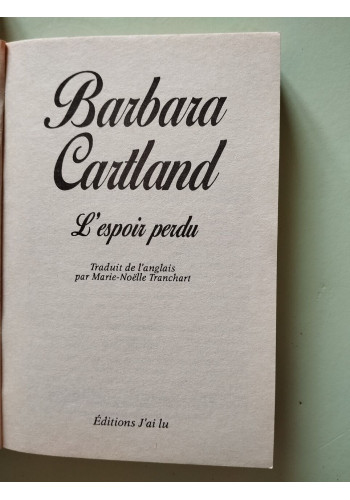 Barbara
Cartland
L'espoir perdu
Traduit de l'anglais
par Marie-Noëlle Tranchart
Éditions J'ai lu